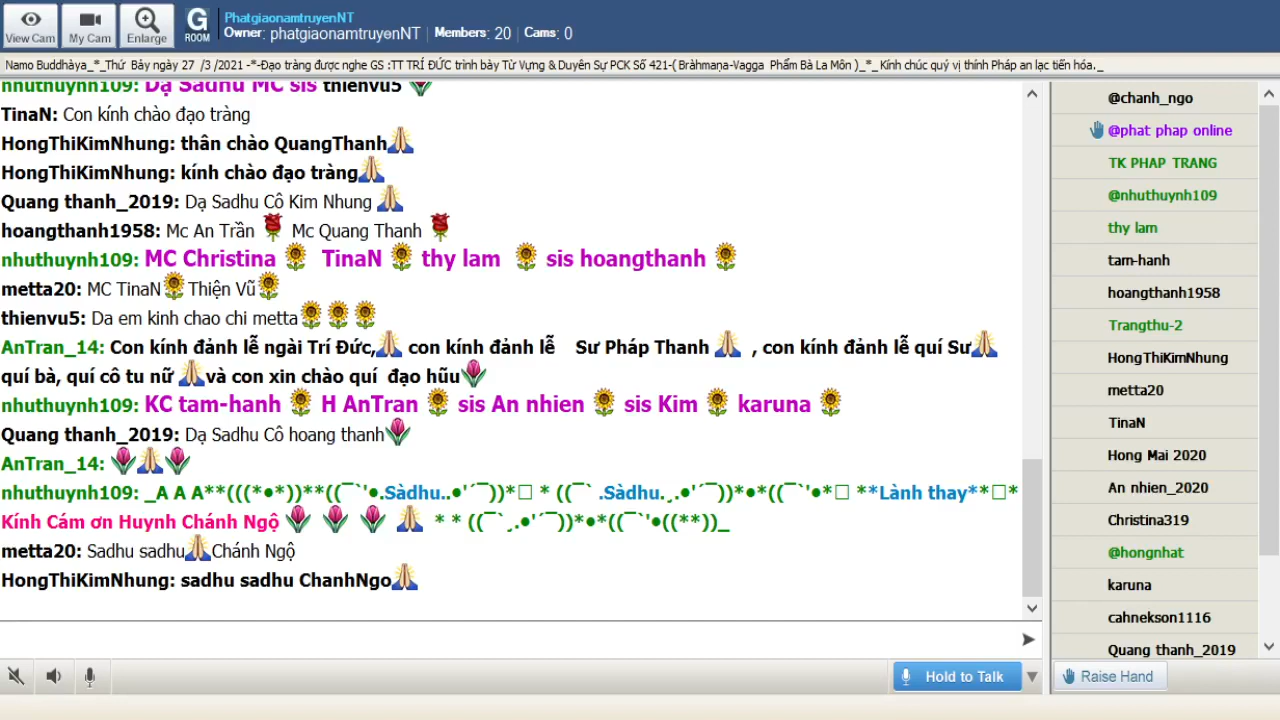 View Cam
My Cam
Enlarge
G
ROOM
PhatgiaonamtruyenNT
Owner: phatgiaonamtruyenNT | Members: 20 | Cams: 0
Namo Buddhàya_*_Thứ Bảy ngày 27 /3 /2021 -*-Đạo tràng được nghe GS :TT TRÍ ĐỨC trình bày Từ Vựng & Duyên Sự PCK Số 421-( Bràhmaṇa-Vagga Phẩm Bà La Môn )_*_ Kính chúc quý vị thính Pháp an lạc tiến hóa._
nhuthuynh109: Dạ Sadhu MC sis thienvu5
TinaN: Con kính chào đạo tràng
HongThiKimNhung: thân chào QuangThanh🙏
HongThiKimNhung: kính chào đạo tràng🙏
Quang thanh_2019: Dạ Sadhu Cô Kim Nhung 🙏
hoangthanh1958: Mc An Trần 🌹 Mc Quang Thanh 🌹
nhuthuynh109: MC Christina 🌻 TinaN 🌻 thy lam 🌻 sis hoangthanh 🌻
metta20: MC TinaN🌻Thiện Vũ🌻
thienvu5: Da em kinh chao chi metta🌻🌻🌻
AnTran_14: Con kính đảnh lễ ngài Trí Đức,🙏 con kính đảnh lễ Sư Pháp Thanh 🙏 , con kính đảnh lễ quí Sư🙏
quí bà, quí cô tu nữ 🙏và con xin chào quí đạo hữu🌷
nhuthuynh109: KC tam-hanh 🌻 H AnTran 🌻 sis An nhien 🌻 sis Kim 🌻 karuna 🌻
Quang thanh_2019: Dạ Sadhu Cô hoang thanh🌷
AnTran_14: 🌷🙏🌷
nhuthuynh109: _A A A**(((*•*))**((¯`'•.Sàdhu..•'´¯))*□ * ((¯` .Sàdhu.¸.•'´¯))*•*((¯`'•*□ **Lành thay**□*
Kính Cám ơn Huynh Chánh Ngộ 🌷 🌷 🌷 🙏 * * ((¯`¸.•'´¯))*•*((¯`'•((**))_
metta20: Sadhu sadhu🙏Chánh Ngộ
HongThiKimNhung: sadhu sadhu ChanhNgo🙏
@chanh_ngo
@phat phap online
TK PHAP TRANG
@nhuthuynh109
thy lam
tam-hanh
hoangthanh1958
Trangthu-2
HongThiKimNhung
metta20
TinaN
Hong Mai 2020
An nhien_2020
Christina319
@hongnhat
karuna
cahnekson1116
Quang thanh_2019
Hold to Talk
Raise Hand